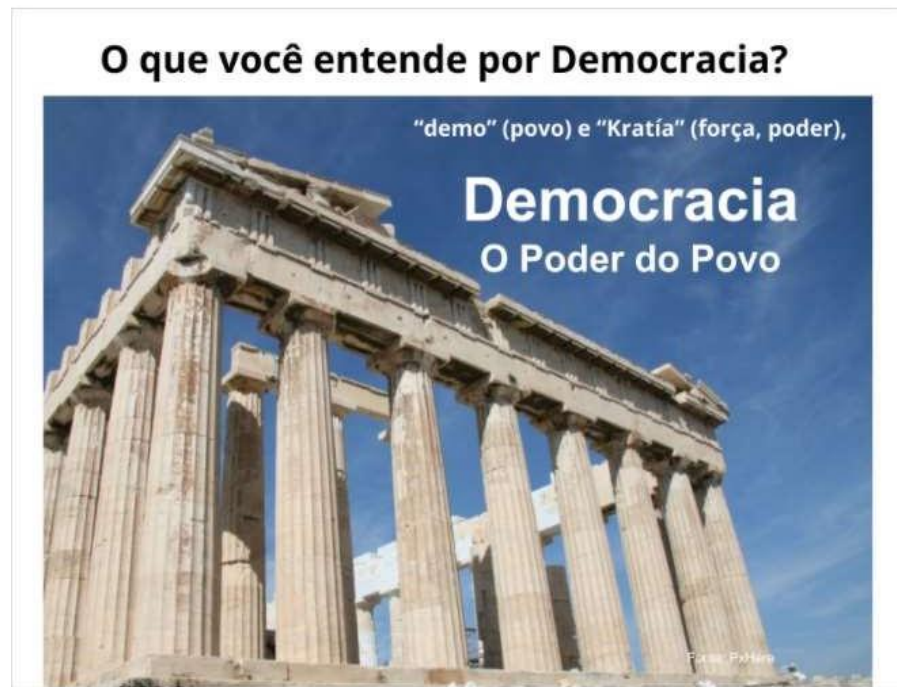 O que você entende por Democracia?
“demo” (povo) e “Kratía” (força, poder),
Democracia
O Poder do Povo
Fonte: PxHere